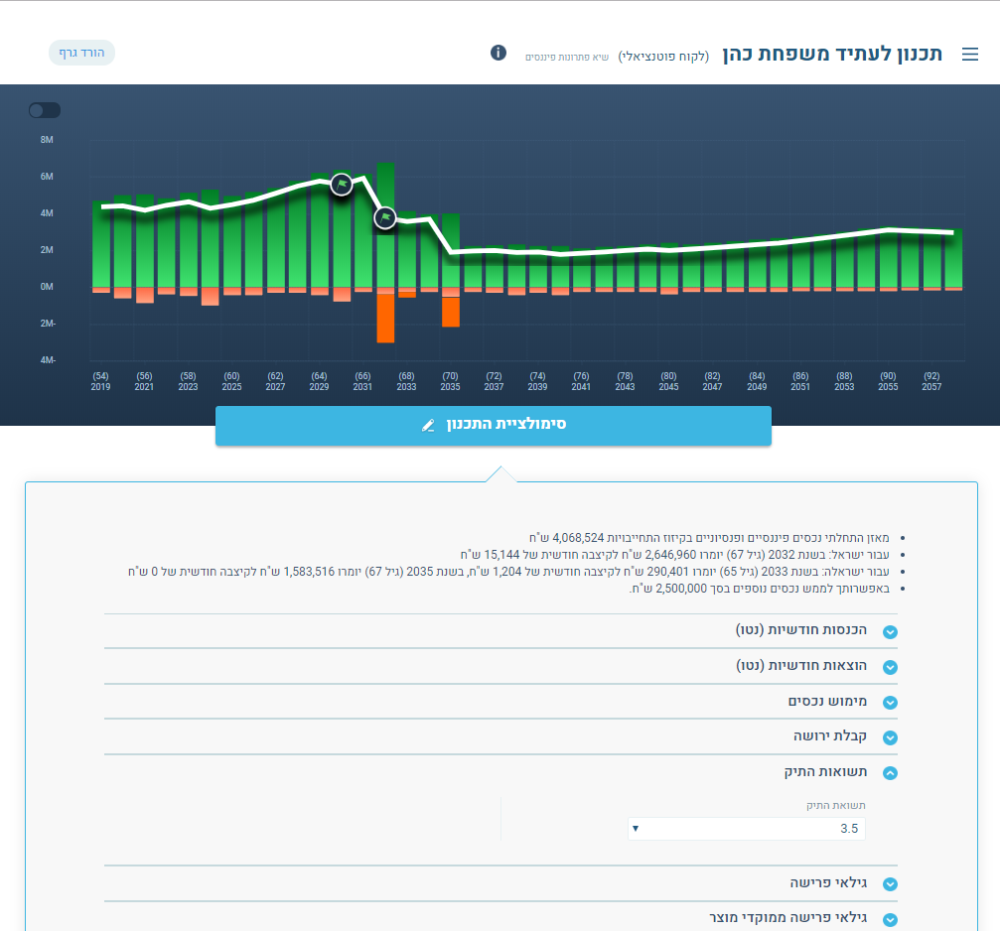 תכנון לעתיד משפחת כהן (לקוח פוטנציאלי) שיא פתרונות פיננסים
הורד גרף
8M
6M
4M
2M
0M
2M-
4M-
(54) (56) (58) (60) (62) (64) (66) (68) (70) (72) (74) (76) (78) (80) (82) (84) (86) (88) (90) (92)
2019 2021 2023 2025 2027 2029 2031 2033 2035 2037 2039 2041 2043 2045 2047 2049 2051 2053 2055 2057
סימולציית התכנון
מאזן התחלתי נכסים פיננסיים ופנסיוניים בקיזוז התחייבויות 4,068,524 ש"ח
עבור ישראל: בשנת 2032 (גיל 67) יומרו 2,646,960 ש"ח לקיצבה חודשית של 15,144 ש"ח
עבור ישראלה: בשנת 2033 (גיל 65) יומרו 290,401 ש"ח לקיצבה חודשית של 1,204 ש"ח, בשנת 2035 (גיל 67) יומרו 1,583,516 ש"ח לקיצבה חודשית של 0 ש"ח
באפשרותך לממש נכסים נוספים בסך 2,500,000 ש"ח.
הכנסות חודשיות (נטו)
הוצאות חודשיות (נטו)
מימוש נכסים
קבלת ירושה
תשואות התיק
תשואת התיק
3.5
גילאי פרישה
גילאי פרישה ממוקדי מוצר